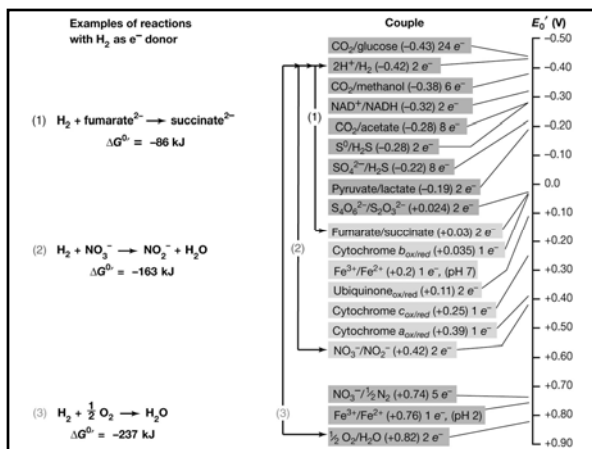 Examples of reactions
with H₂ as e⁻ donor
(1) H₂ + fumarate²⁻ → succinate²⁻
ΔG⁰′ = −86 kJ
(2) H₂ + NO₃⁻ → NO₂⁻ + H₂O
ΔG⁰′ = −163 kJ
(3) H₂ + 1/2 O₂ → H₂O
ΔG⁰′ = −237 kJ
(1)
(2)
(3)
Couple
CO₂/glucose (−0.43) 24 e⁻
2H⁺/H₂ (−0.42) 2 e⁻
CO₂/methanol (−0.38) 6 e⁻
NAD⁺/NADH (−0.32) 2 e⁻
CO₂/acetate (−0.28) 8 e⁻
S⁰/H₂S (−0.28) 2 e⁻
SO₄²⁻/H₂S (−0.22) 8 e⁻
Pyruvate/lactate (−0.19) 2 e⁻
S₄O₆²⁻/S₂O₃²⁻ (+0.024) 2 e⁻
Fumarate/succinate (+0.03) 2 e⁻
Cytochrome b ox/red (+0.035) 1 e⁻
Fe³⁺/Fe²⁺ (+0.2) 1 e⁻, (pH 7)
Ubiquinone ox/red (+0.11) 2 e⁻
Cytochrome c ox/red (+0.25) 1 e⁻
Cytochrome a ox/red (+0.39) 1 e⁻
NO₃⁻/NO₂⁻ (+0.42) 2 e⁻
NO₃⁻/½ N₂ (+0.74) 5 e⁻
Fe³⁺/Fe²⁺ (+0.76) 1 e⁻, (pH 2)
½ O₂/H₂O (+0.82) 2 e⁻
E₀′ (V)
−0.50
−0.40
−0.30
−0.20
−0.10
0.0
+0.10
+0.20
+0.30
+0.40
+0.50
+0.60
+0.70
+0.80
+0.90